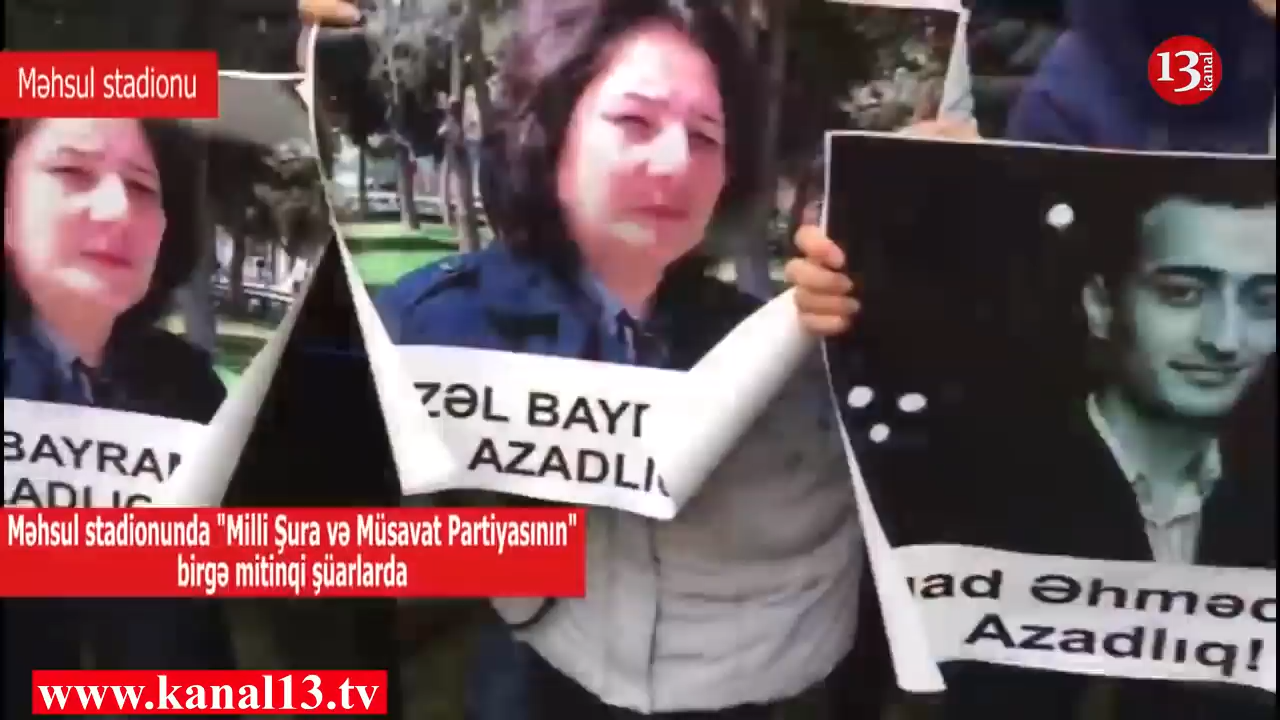 Məhsul stadionu
13 kanal
ZƏL BAY
AZADLI
BAYRA
Əhməd
Azadlıq!
Məhsul stadionunda "Milli Şura və Müsavat Partiyasının"
birgə mitinqi şüarlarda
www.kanal13.tv